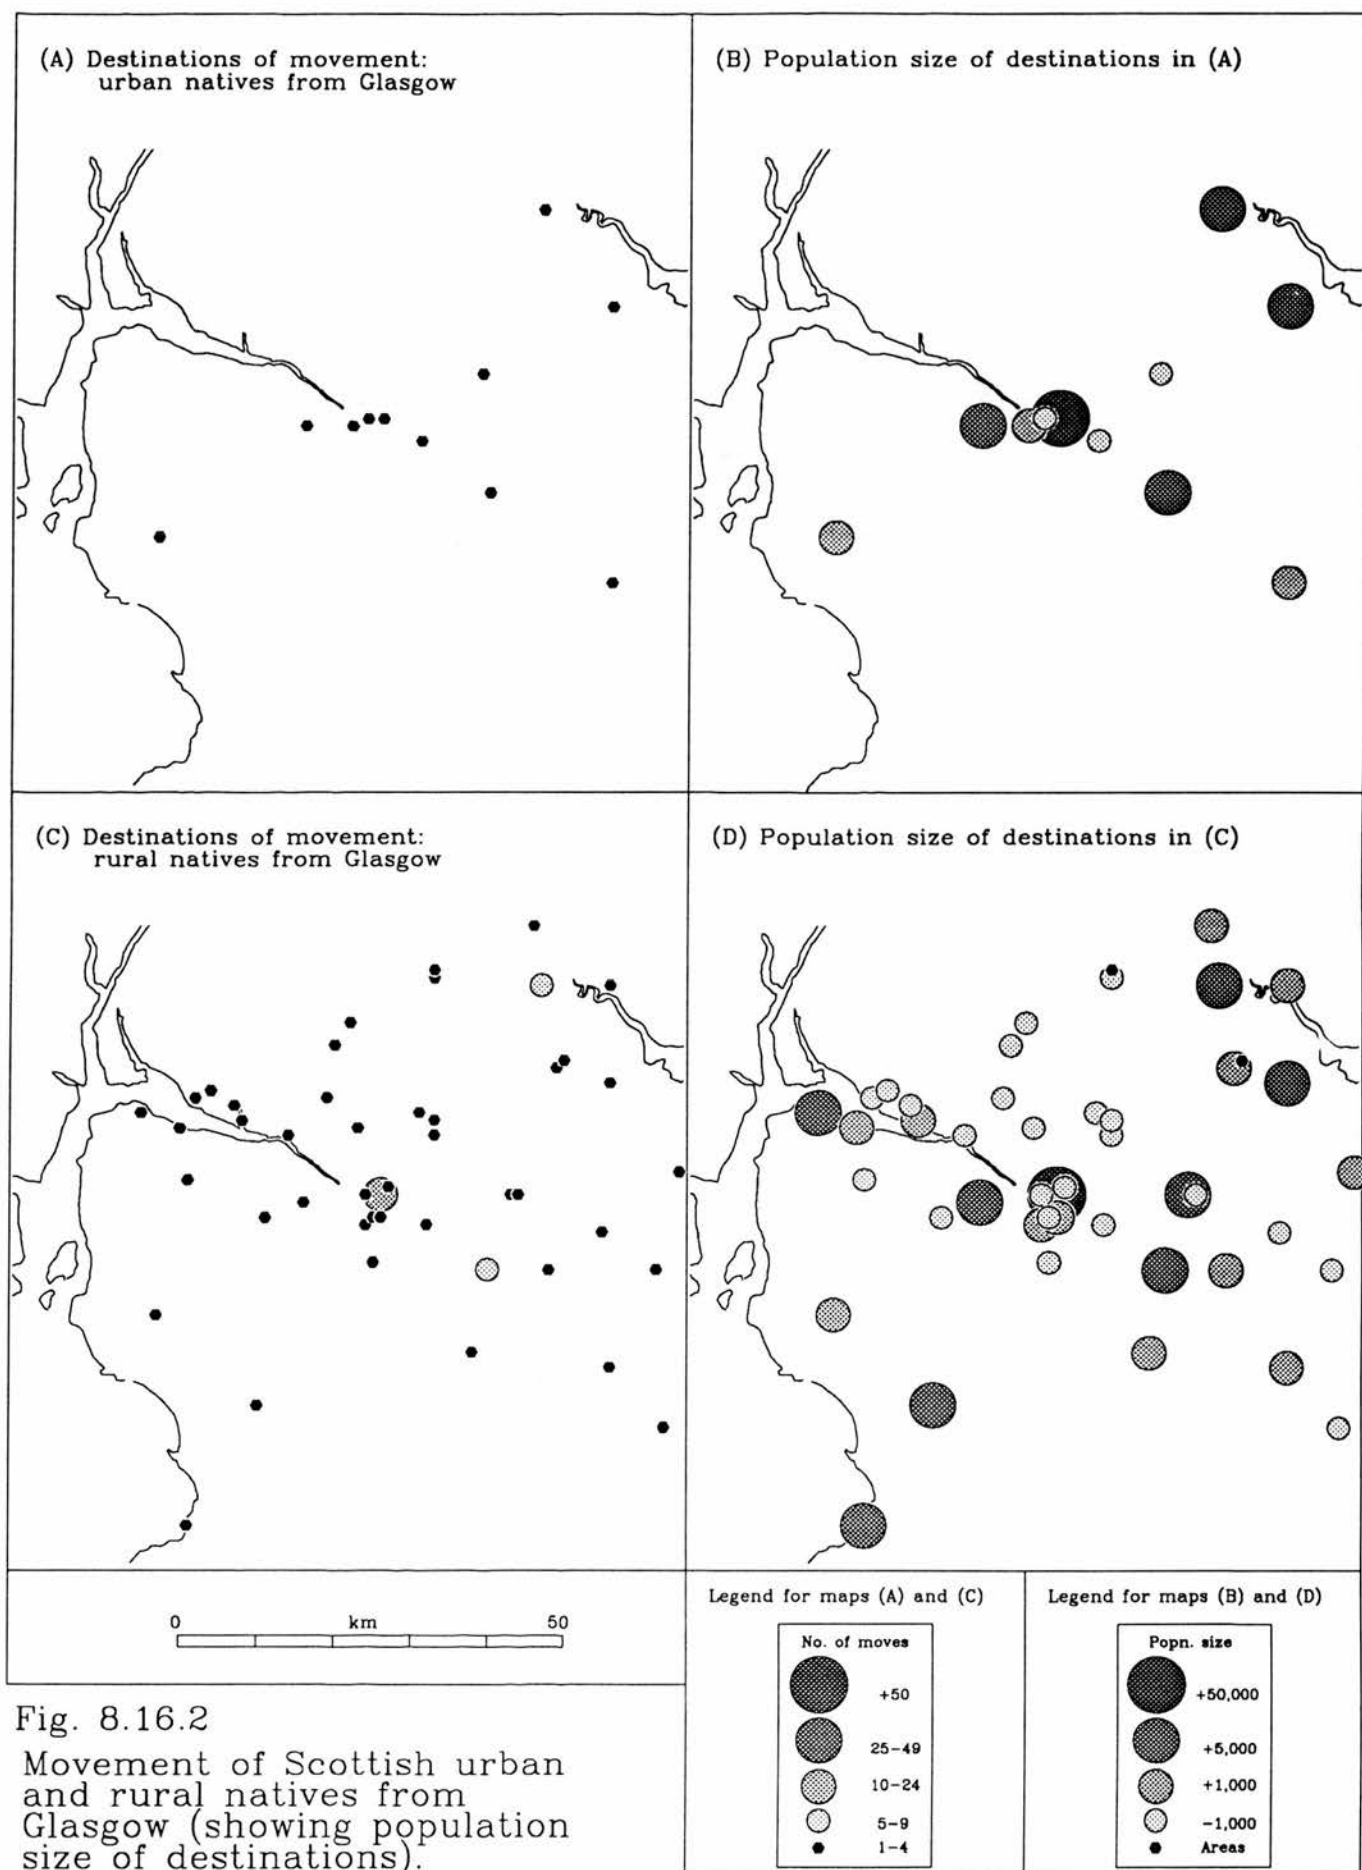 (A) Destinations of movement:
urban natives from Glasgow
(B) Population size of destinations in (A)
(C) Destinations of movement:
rural natives from Glasgow
(D) Population size of destinations in (C)
0 km 50
Legend for maps (A) and (C)
No. of moves
+50
25-49
10-24
5-9
1-4
Legend for maps (B) and (D)
Popn. size
+50,000
+5,000
+1,000
-1,000
Areas
Fig. 8.16.2
Movement of Scottish urban
and rural natives from
Glasgow (showing population
size of destinations).